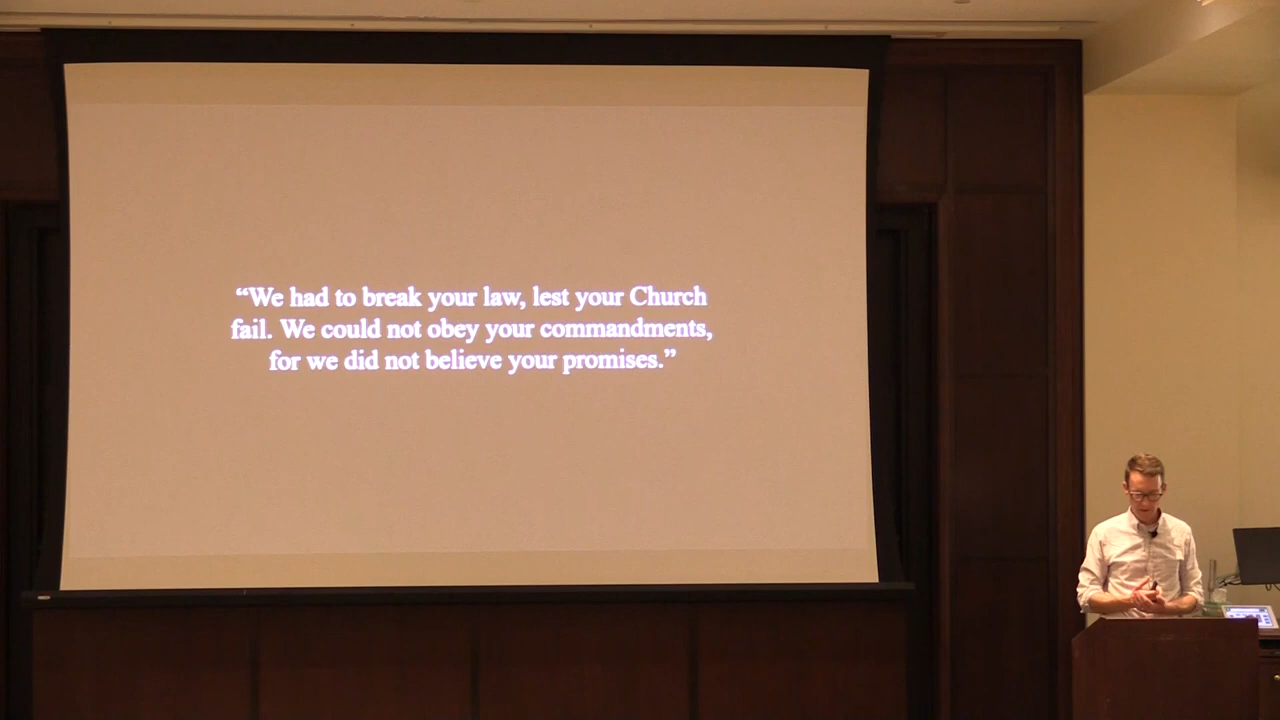 “We had to break your law, lest your Church
fail. We could not obey your commandments,
for we did not believe your promises.”